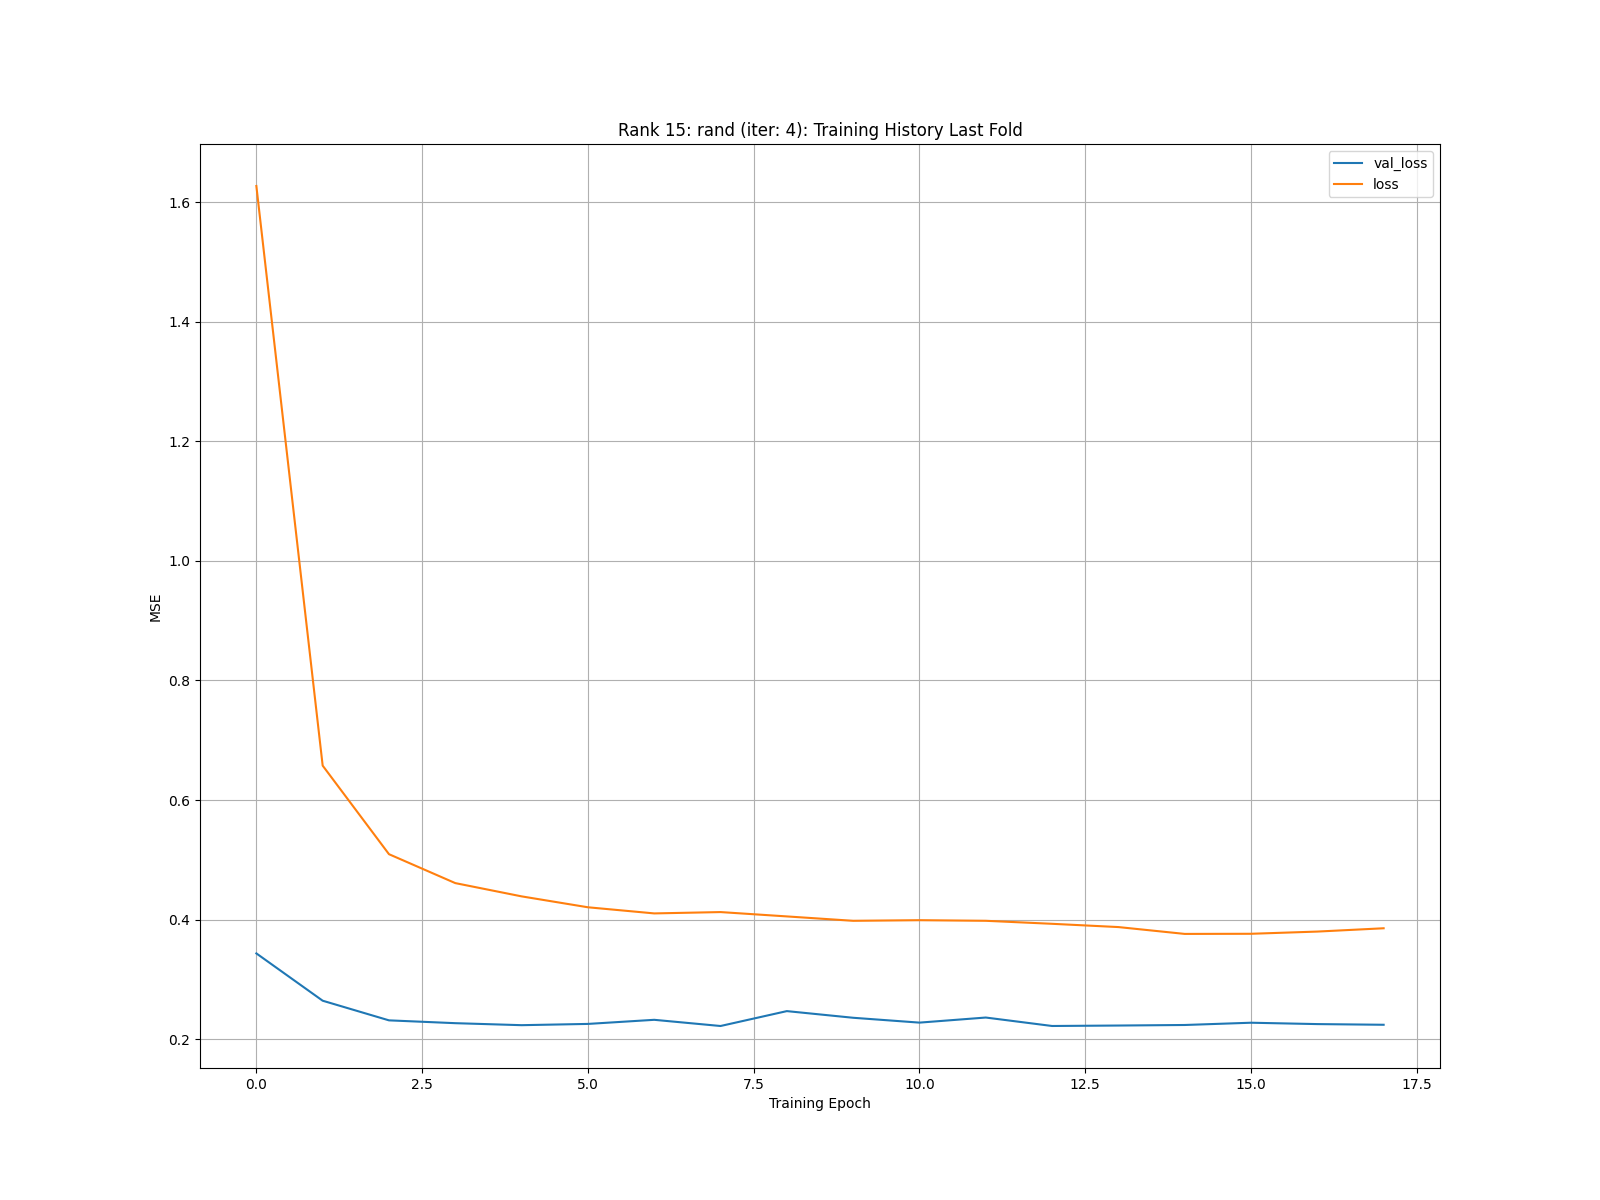 Rank 15: rand (iter: 4): Training History Last Fold
val_loss
loss
1.6
1.4
1.2
1.0
0.8
0.6
0.4
0.2
MSE
0.0 2.5 5.0 7.5 10.0 12.5 15.0 17.5
Training Epoch